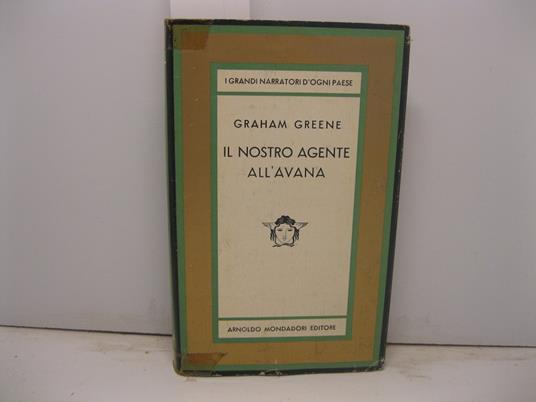 I GRANDI NARRATORI D'OGNI PAESE
GRAHAM GREENE
IL NOSTRO AGENTE
ALL'AVANA
ARNOLDO MONDADORI EDITORE